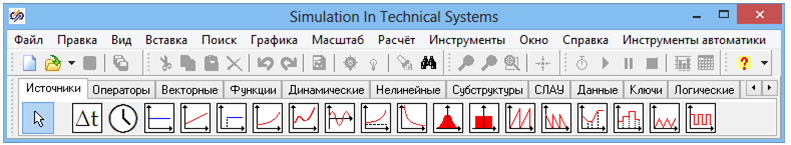 Simulation In Technical Systems
Файл Правка Вид Вставка Поиск Графика Масштаб Расчёт Инструменты Окно Справка Инструменты автоматики
Источники Операторы Векторные Функции Динамические Нелинейные Субструктуры СЛАУ Данные Ключи Логические
Δt